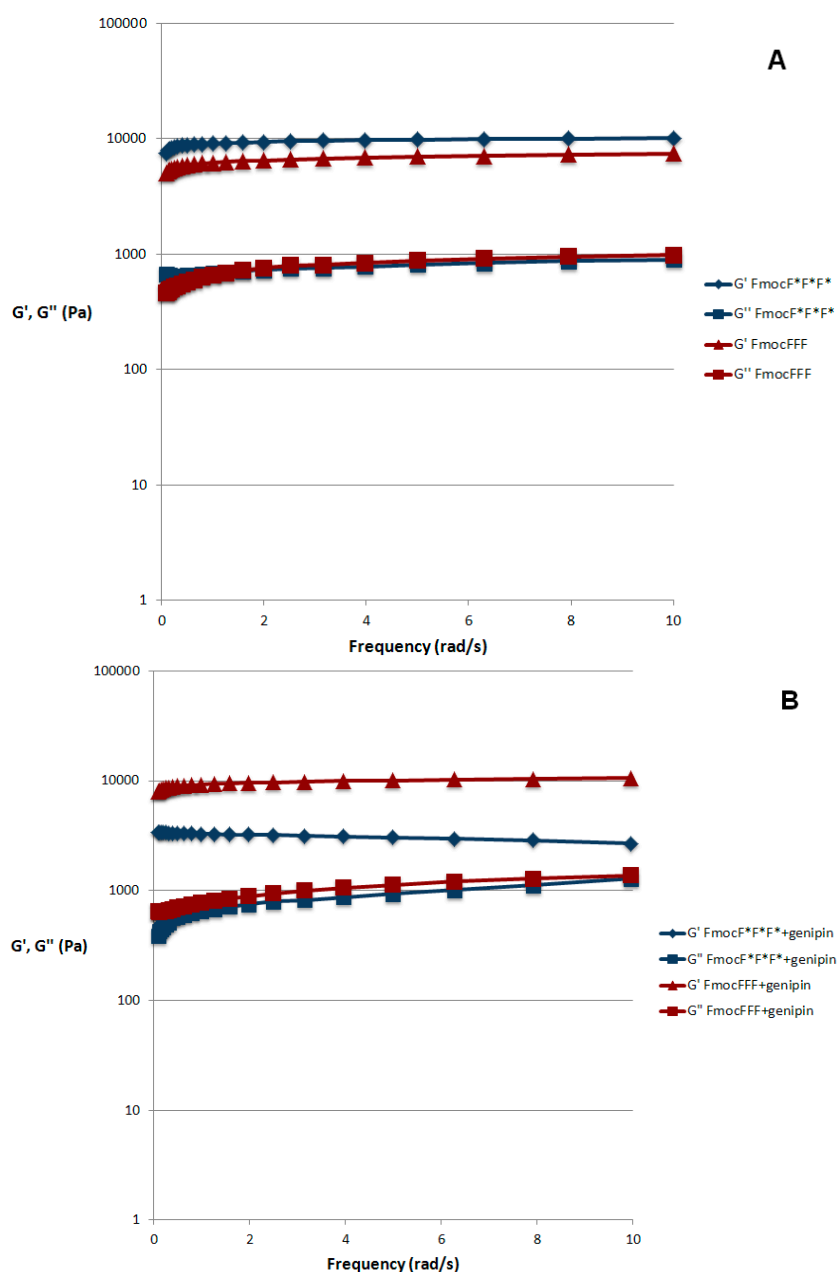 A
100000
10000
1000
G', G'' (Pa)
100
10
1
0 2 4 6 8 10
Frequency (rad/s)
G' FmocF*F*F*
G'' FmocF*F*F*
G' FmocFFF
G'' FmocFFF
B
100000
10000
1000
G', G'' (Pa)
100
10
1
0 2 4 6 8 10
Frequency (rad/s)
G' FmocF*F*F*+genipin
G" FmocF*F*F*+genipin
G' FmocFFF+genipin
G" FmocFFF+genipin